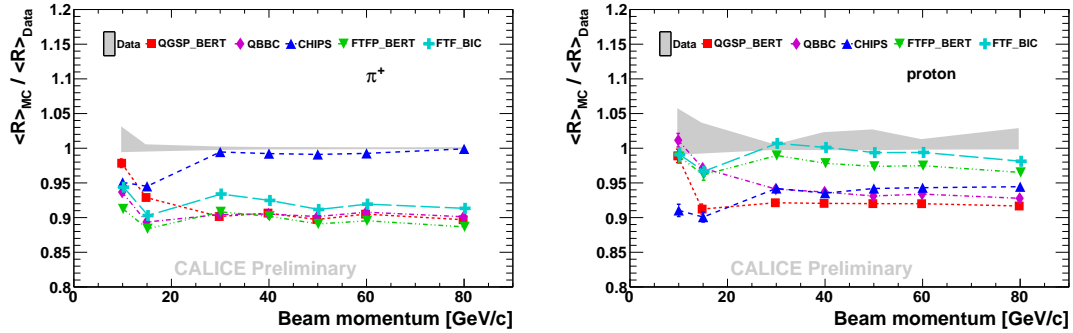 <R>MC / <R>Data
1.2
1.15
1.1
1.05
1
0.95
0.9
0.85
0.8
Data QGSP_BERT QBBC CHIPS FTFP_BERT FTF_BIC
π+
CALICE Preliminary
0 20 40 60 80
Beam momentum [GeV/c]
<R>MC / <R>Data
1.2
1.15
1.1
1.05
1
0.95
0.9
0.85
0.8
Data QGSP_BERT QBBC CHIPS FTFP_BERT FTF_BIC
proton
CALICE Preliminary
0 20 40 60 80
Beam momentum [GeV/c]